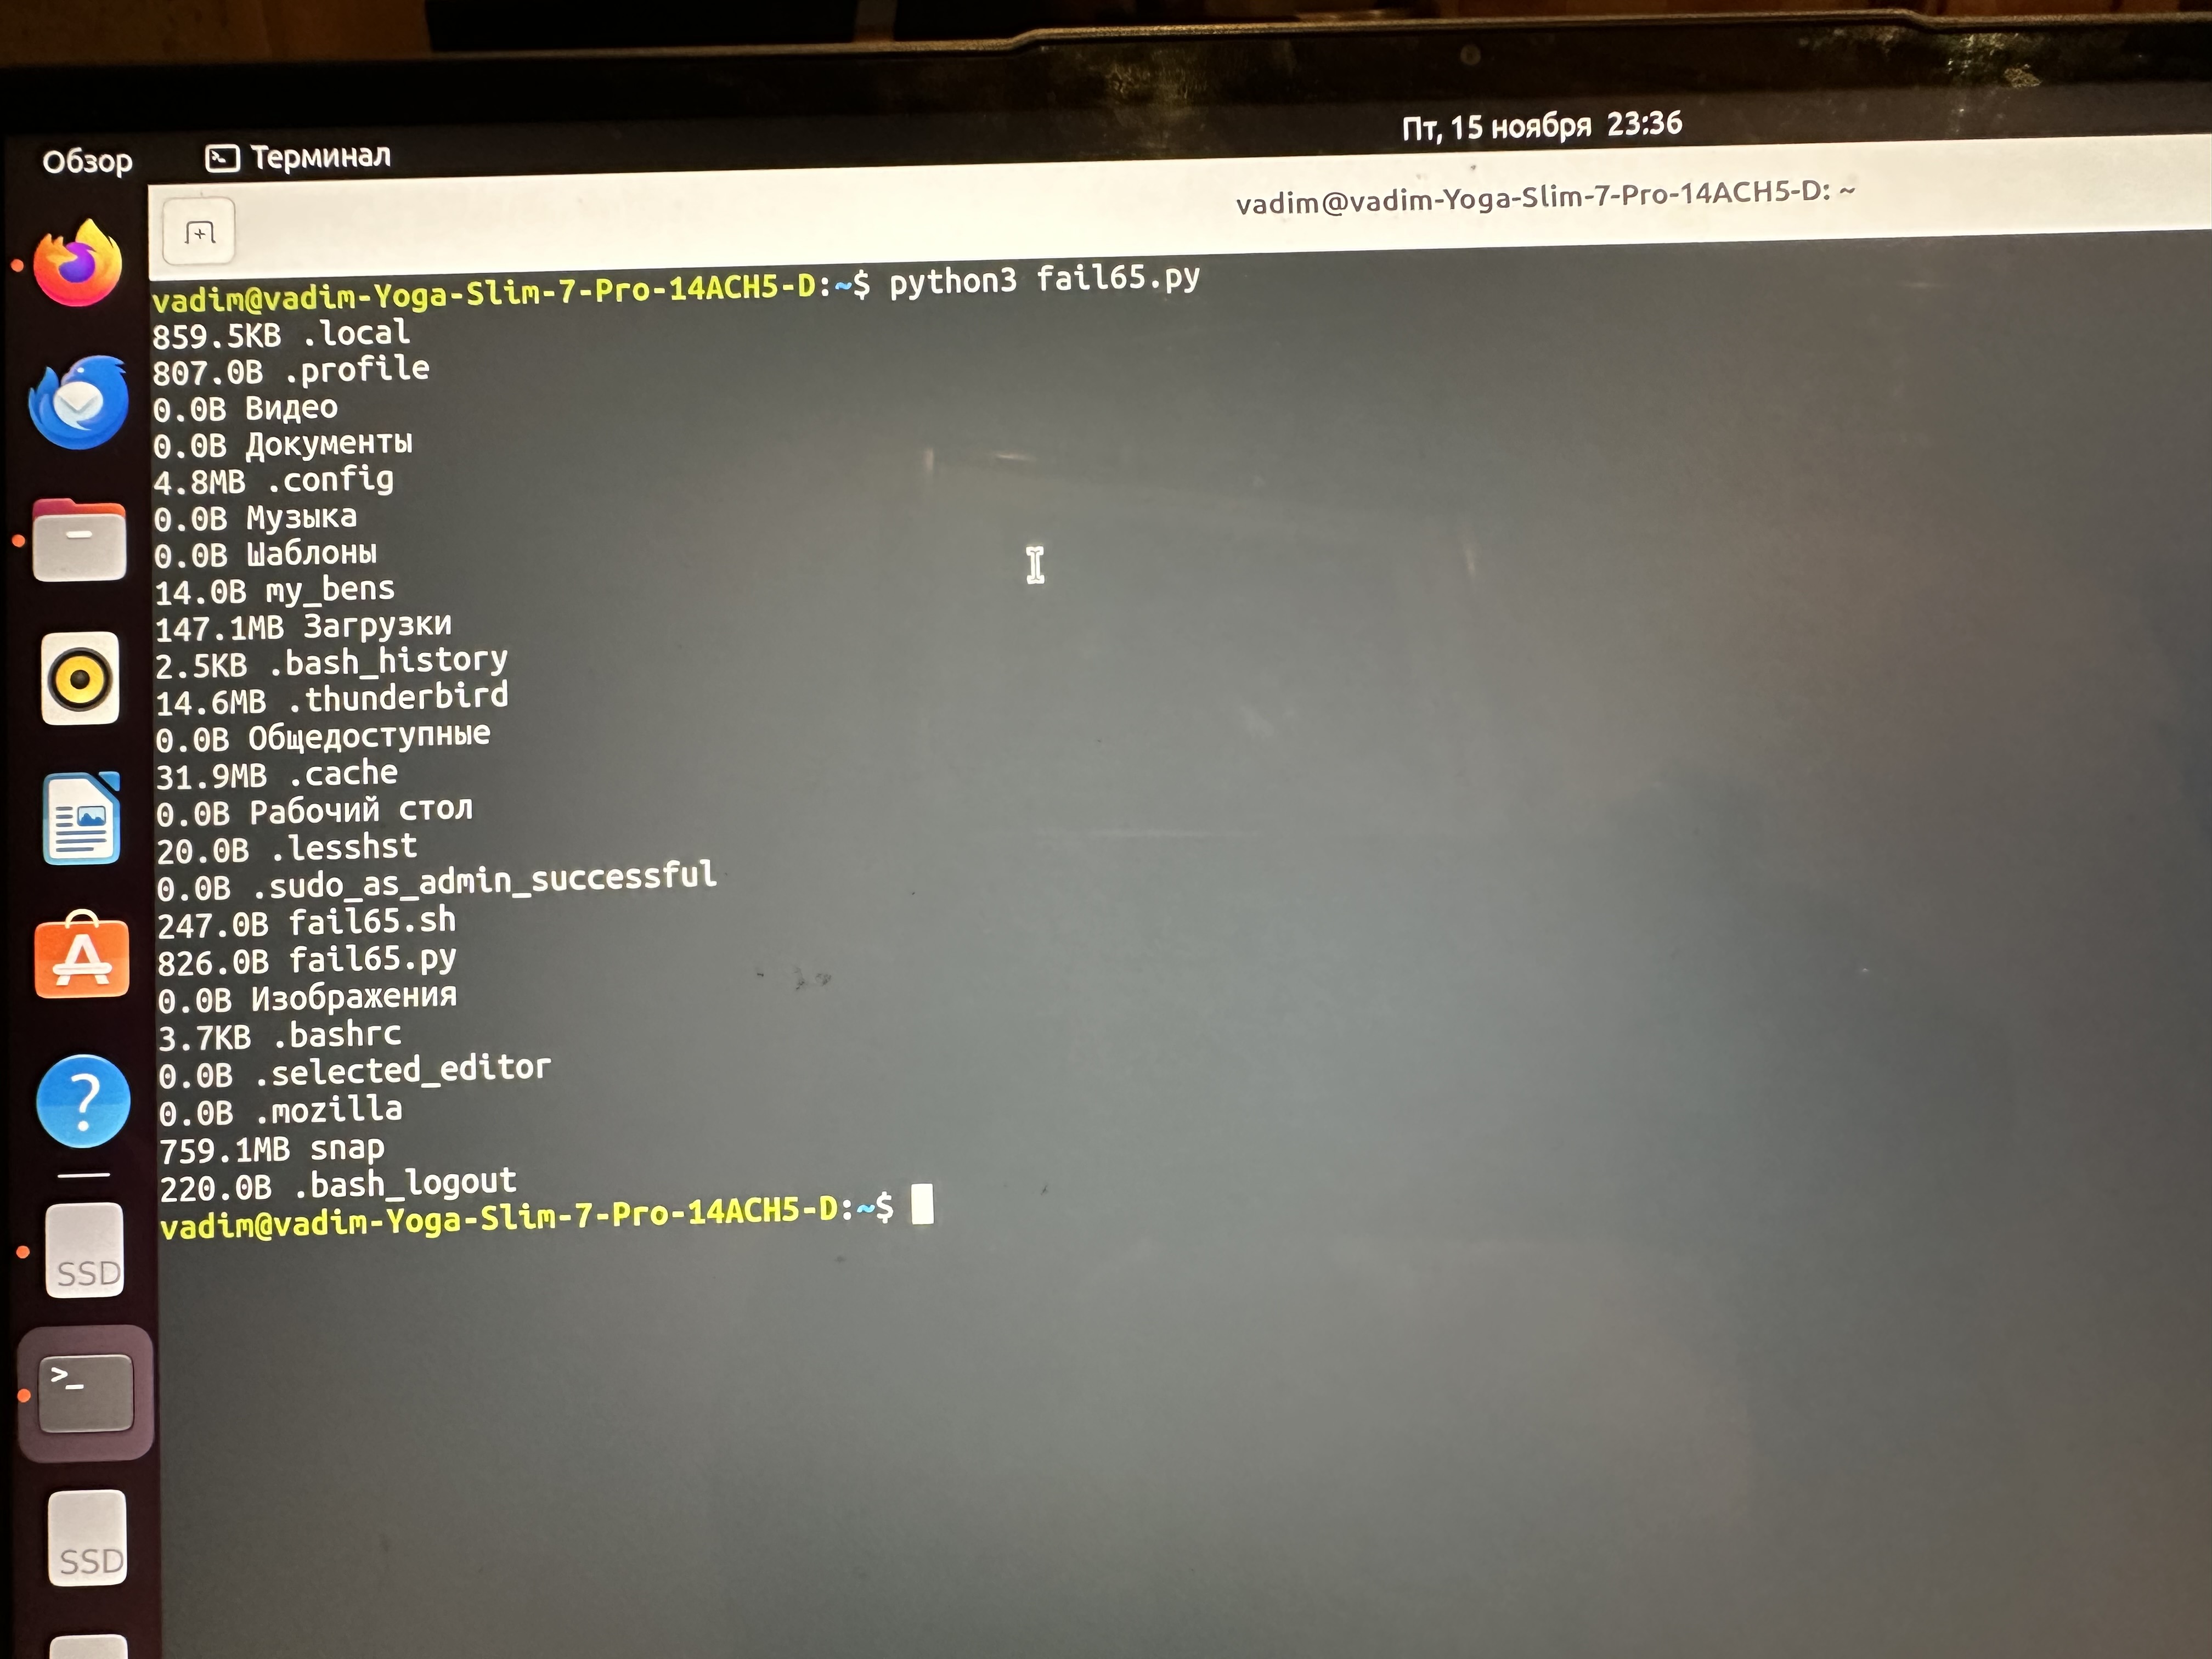 Пт, 15 ноября 23:36
Обзор
Терминал
vadim@vadim-Yoga-Slim-7-Pro-14ACH5-D: ~
vadim@vadim-Yoga-Slim-7-Pro-14ACH5-D:~$ python3 fail65.py
859.5KB .local
807.0B .profile
0.0B Видео
0.0B Документы
4.8MB .config
0.0B Музыка
0.0B Шаблоны
14.0B my_bens
147.1MB Загрузки
2.5KB .bash_history
14.6MB .thunderbird
0.0B Общедоступные
31.9MB .cache
0.0B Рабочий стол
20.0B .lesshst
0.0B .sudo_as_admin_successful
247.0B fail65.sh
826.0B fail65.py
0.0B Изображения
3.7KB .bashrc
0.0B .selected_editor
0.0B .mozilla
759.1MB snap
220.0B .bash_logout
vadim@vadim-Yoga-Slim-7-Pro-14ACH5-D:~$
SSD
>_
SSD